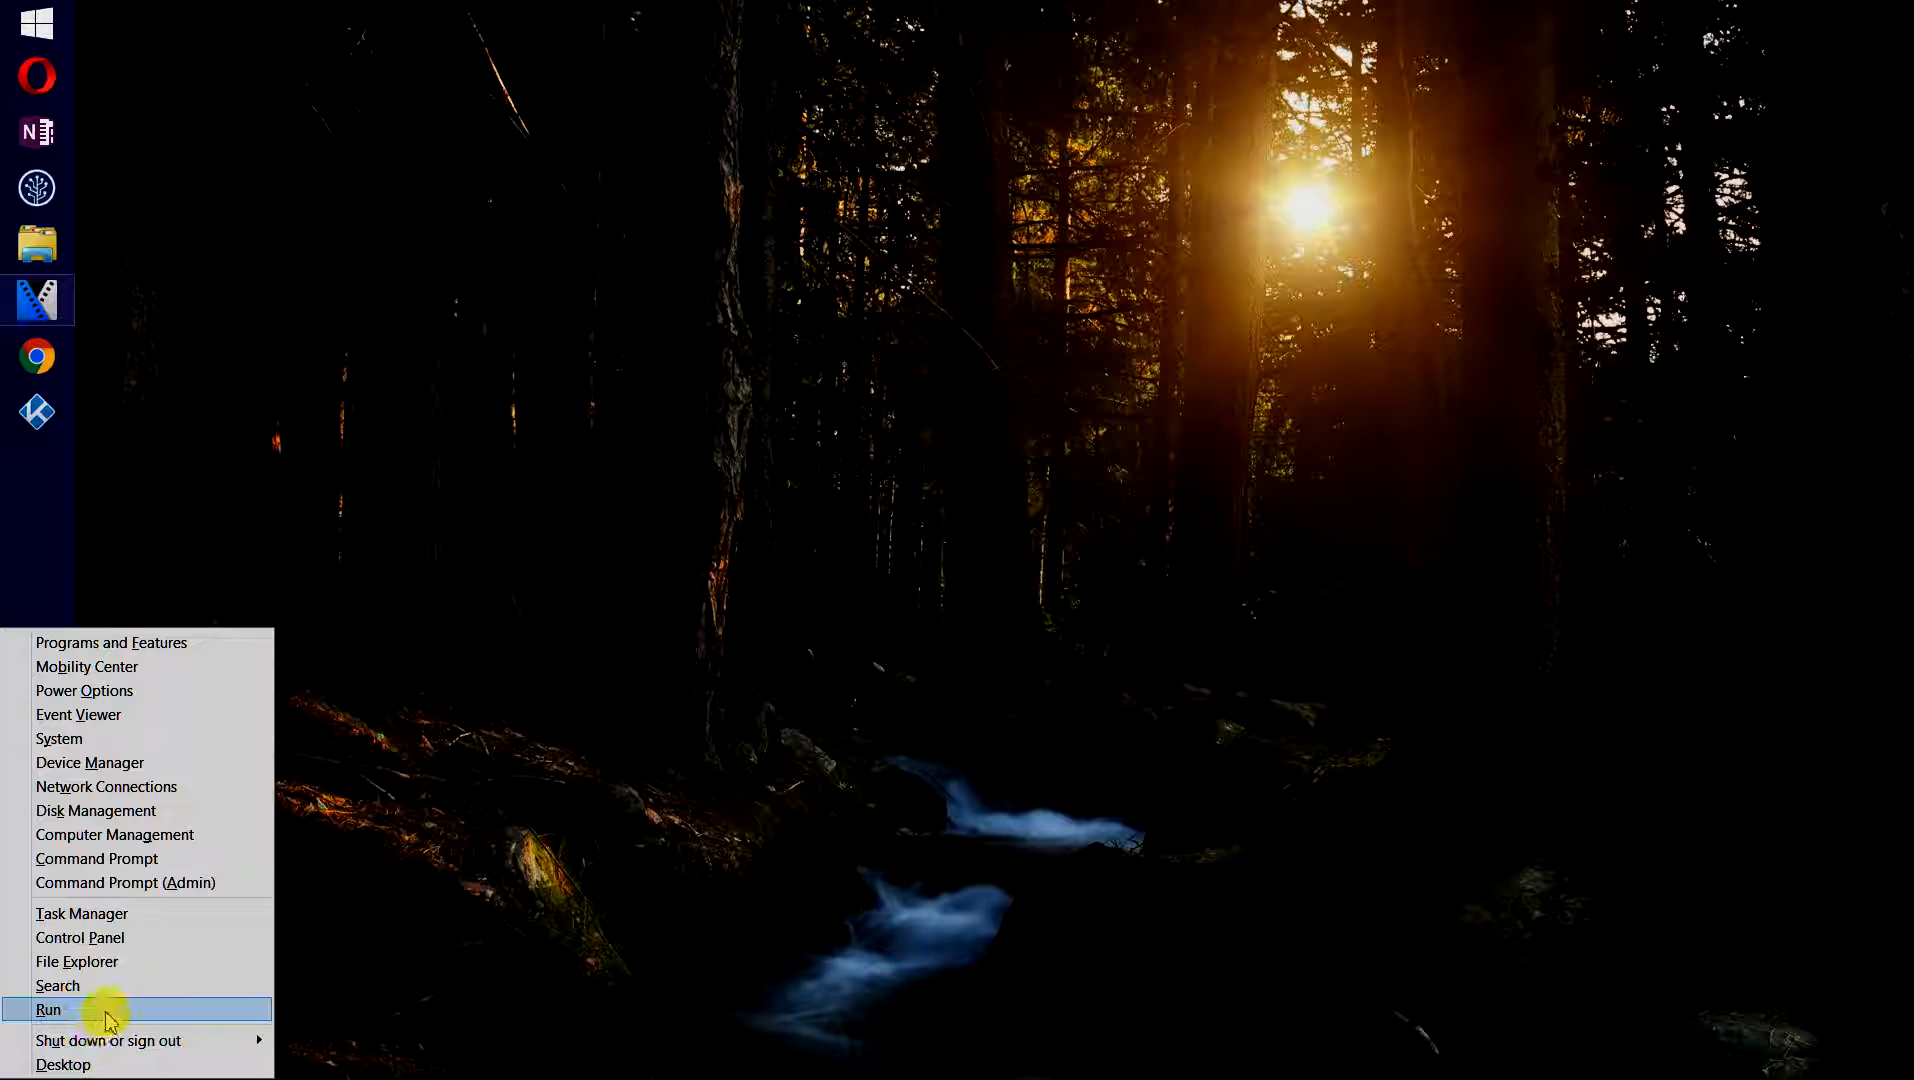 N
Programs and Features
Mobility Center
Power Options
Event Viewer
System
Device Manager
Network Connections
Disk Management
Computer Management
Command Prompt
Command Prompt (Admin)
Task Manager
Control Panel
File Explorer
Search
Run
Shut down or sign out
Desktop